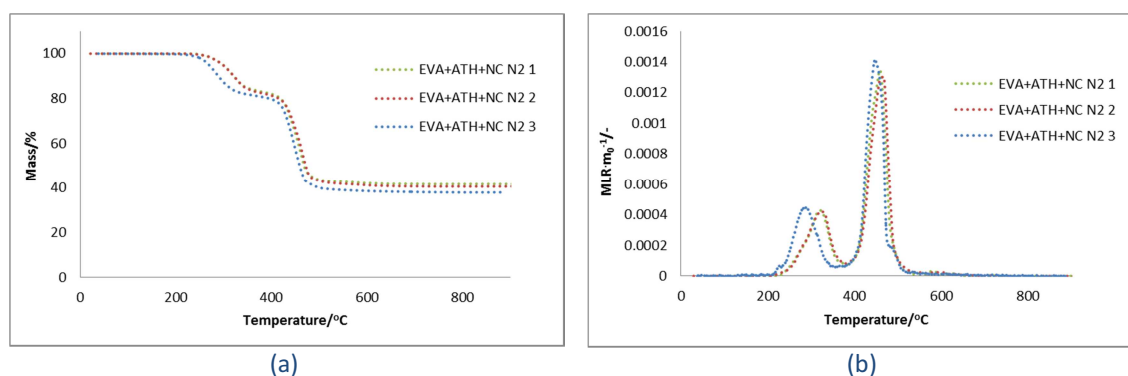 100
80
60
40
20
0
Mass/%
0 200 400 600 800
Temperature/°C
EVA+ATH+NC N2 1
EVA+ATH+NC N2 2
EVA+ATH+NC N2 3
(a)
0.0016
0.0014
0.0012
0.001
0.0008
0.0006
0.0004
0.0002
0
MLR·m₀⁻¹/-
0 200 400 600 800
Temperature/°C
EVA+ATH+NC N2 1
EVA+ATH+NC N2 2
EVA+ATH+NC N2 3
(b)